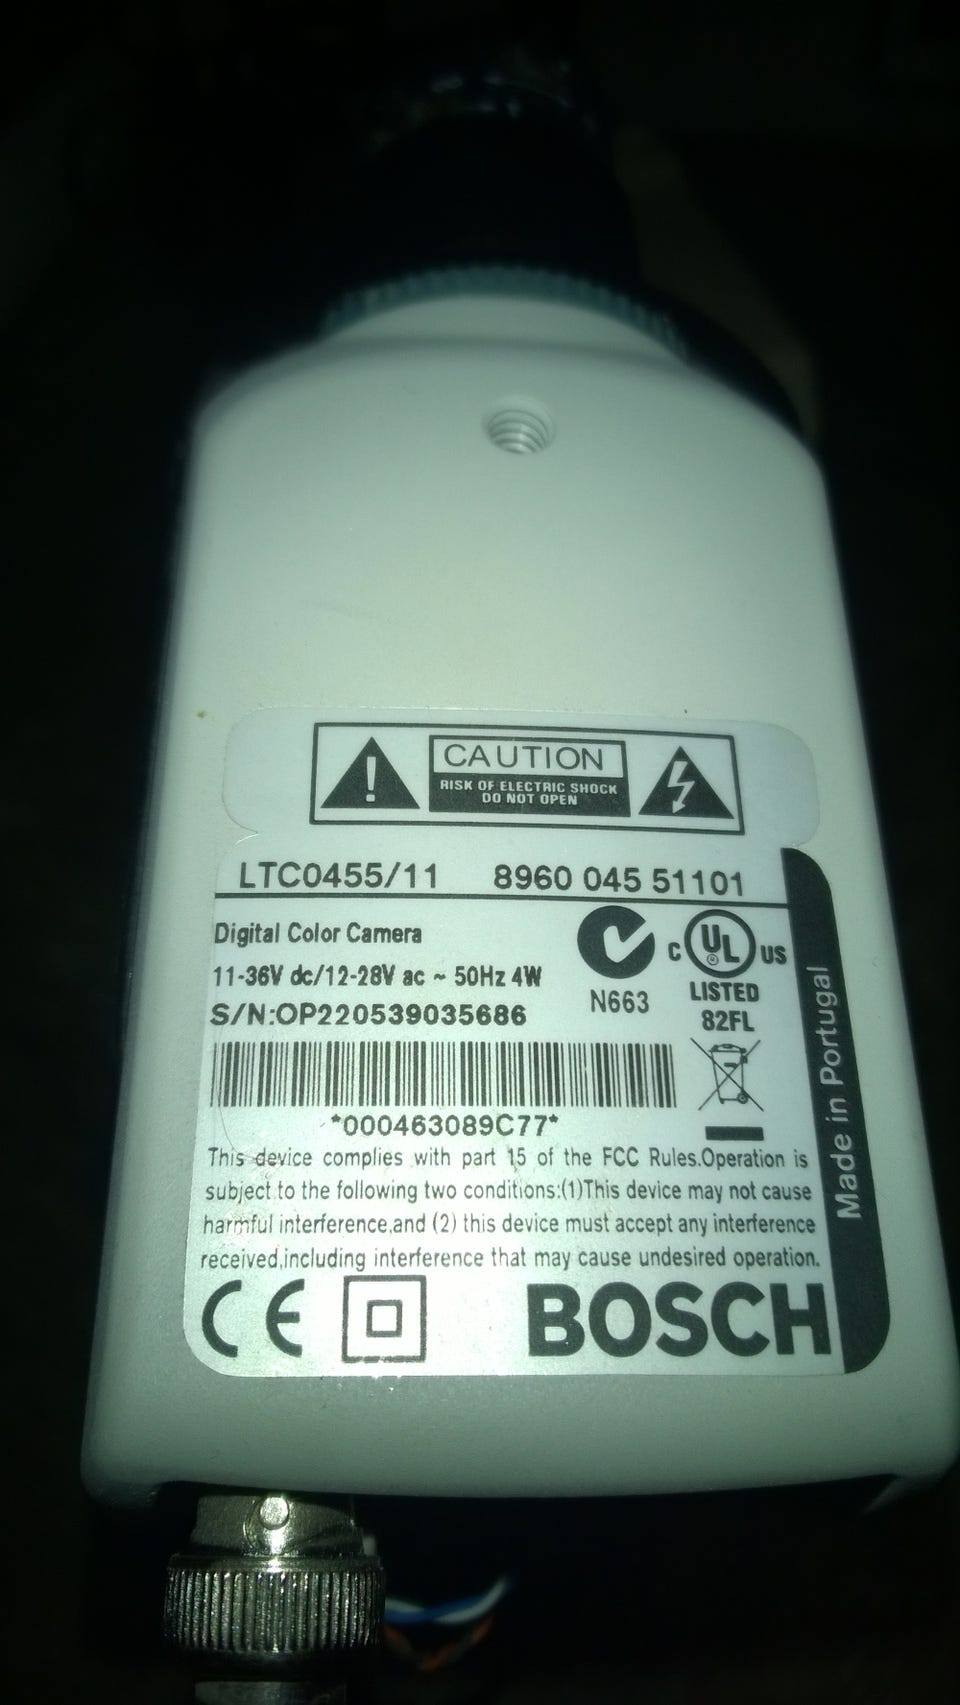 CAUTION
RISK OF ELECTRIC SHOCK
DO NOT OPEN
LTC0455/11 8960 045 51101
Digital Color Camera
11-36V dc/12-28V ac ~ 50Hz 4W
S/N:OP220539035686
N663
C UL US
LISTED
82FL
*000463089C77*
This device complies with part 15 of the FCC Rules.Operation is
subject to the following two conditions:(1)This device may not cause
harmful interference,and (2) this device must accept any interference
received,including interference that may cause undesired operation.
CE BOSCH
Made in Portugal